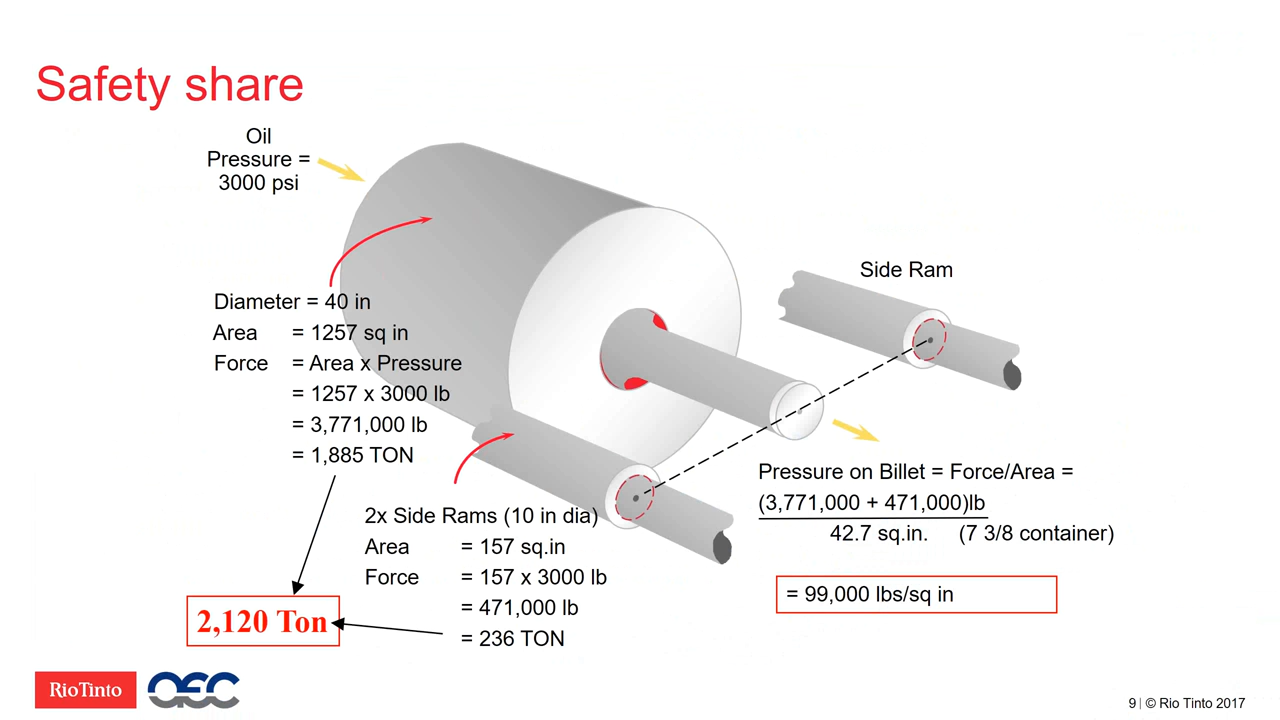 Safety share
Oil
Pressure =
3000 psi
Side Ram
Diameter = 40 in
Area = 1257 sq in
Force = Area x Pressure
= 1257 x 3000 lb
= 3,771,000 lb
= 1,885 TON
Pressure on Billet = Force/Area =
(3,771,000 + 471,000)lb
42.7 sq.in. (7 3/8 container)
= 99,000 lbs/sq in
2x Side Rams (10 in dia)
Area = 157 sq.in
Force = 157 x 3000 lb
= 471,000 lb
= 236 TON
2,120 Ton
RioTinto
AEC
9 | © Rio Tinto 2017